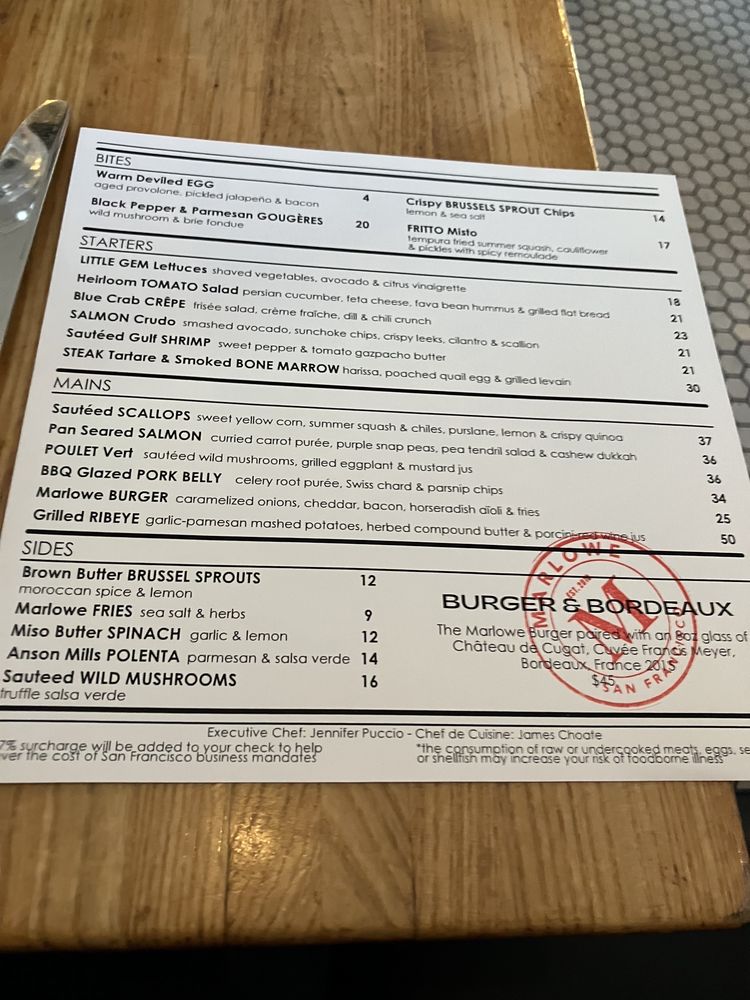 BITES
Warm Deviled EGG 4
aged provolone, pickled jalapeño & bacon
Black Pepper & Parmesan GOUGÈRES 20
wild mushroom & brie fondue
Crispy BRUSSELS SPROUT Chips 14
lemon & sea salt
FRITTO Misto 17
tempura fried summer squash, cauliflower
& pickles with spicy remoulade
STARTERS
LITTLE GEM Lettuces shaved vegetables, avocado & citrus vinaigrette 18
Heirloom TOMATO Salad persian cucumber, feta cheese, fava bean hummus & grilled flat bread 21
Blue Crab CRÊPE frisée salad, crème fraîche, dill & chili crunch 23
SALMON Crudo smashed avocado, sunchoke chips, crispy leeks, cilantro & scallion 21
Sautéed Gulf SHRIMP sweet pepper & tomato gazpacho butter 21
STEAK Tartare & Smoked BONE MARROW harissa, poached quail egg & grilled levain 30
MAINS
Sautéed SCALLOPS sweet yellow corn, summer squash & chiles, purslane, lemon & crispy quinoa 37
Pan Seared SALMON curried carrot purée, purple snap peas, pea tendril salad & cashew dukkah 36
POULET Vert sautéed wild mushrooms, grilled eggplant & mustard jus 36
BBQ Glazed PORK BELLY celery root purée, Swiss chard & parsnip chips 34
Marlowe BURGER caramelized onions, cheddar, bacon, horseradish aïoli & fries 25
Grilled RIBEYE garlic-parmesan mashed potatoes, herbed compound butter & porcini-red wine jus 50
SIDES
Brown Butter BRUSSEL SPROUTS 12
moroccan spice & lemon
Marlowe FRIES sea salt & herbs 9
Miso Butter SPINACH garlic & lemon 12
Anson Mills POLENTA parmesan & salsa verde 14
Sauteed WILD MUSHROOMS 16
truffle salsa verde
MARLOWE
EST. 2010
M
SAN FRANCISCO
BURGER & BORDEAUX
The Marlowe Burger paired with an 8oz glass of
Château de Cugat, Cuvée Francis Meyer,
Bordeaux, France 2015
$45
Executive Chef: Jennifer Puccio - Chef de Cuisine: James Choate
7% surcharge will be added to your check to help
ver the cost of San Francisco business mandates
*the consumption of raw or undercooked meats, eggs, se
or shellfish may increase your risk of foodborne illness